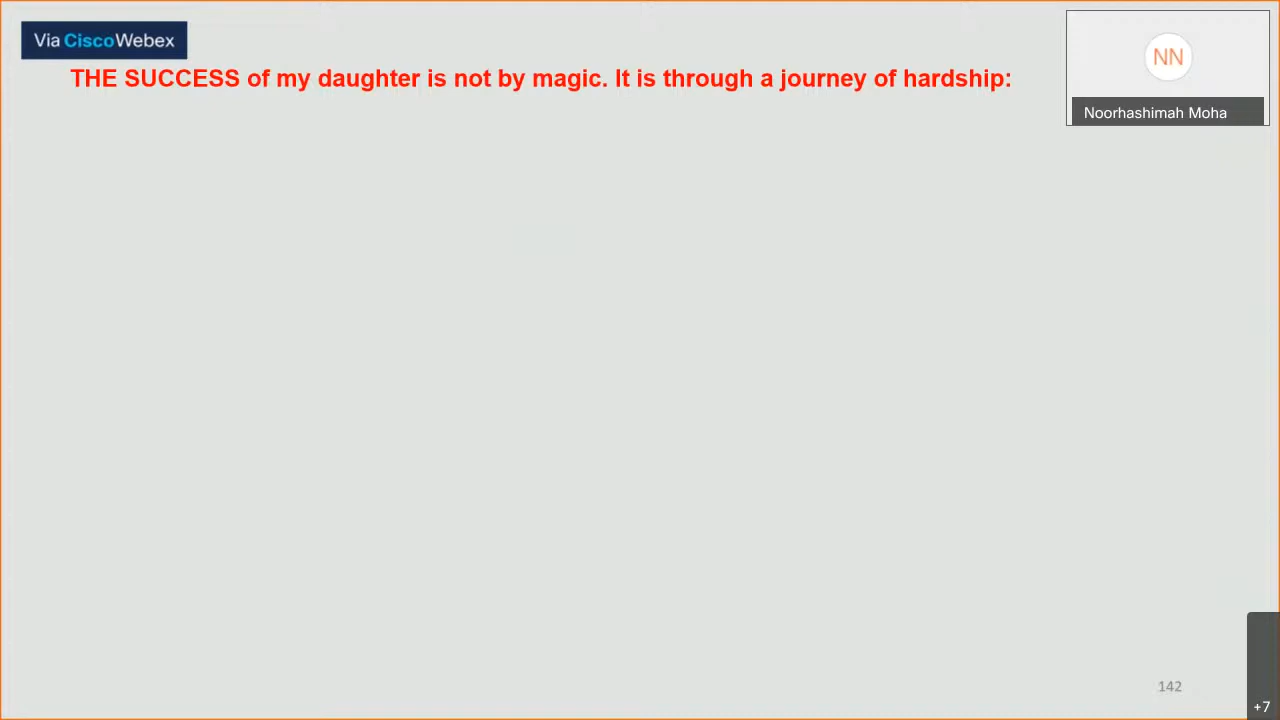 Via CiscoWebex
NN
THE SUCCESS of my daughter is not by magic. It is through a journey of hardship:
Noorhashimah Moha
142
+7